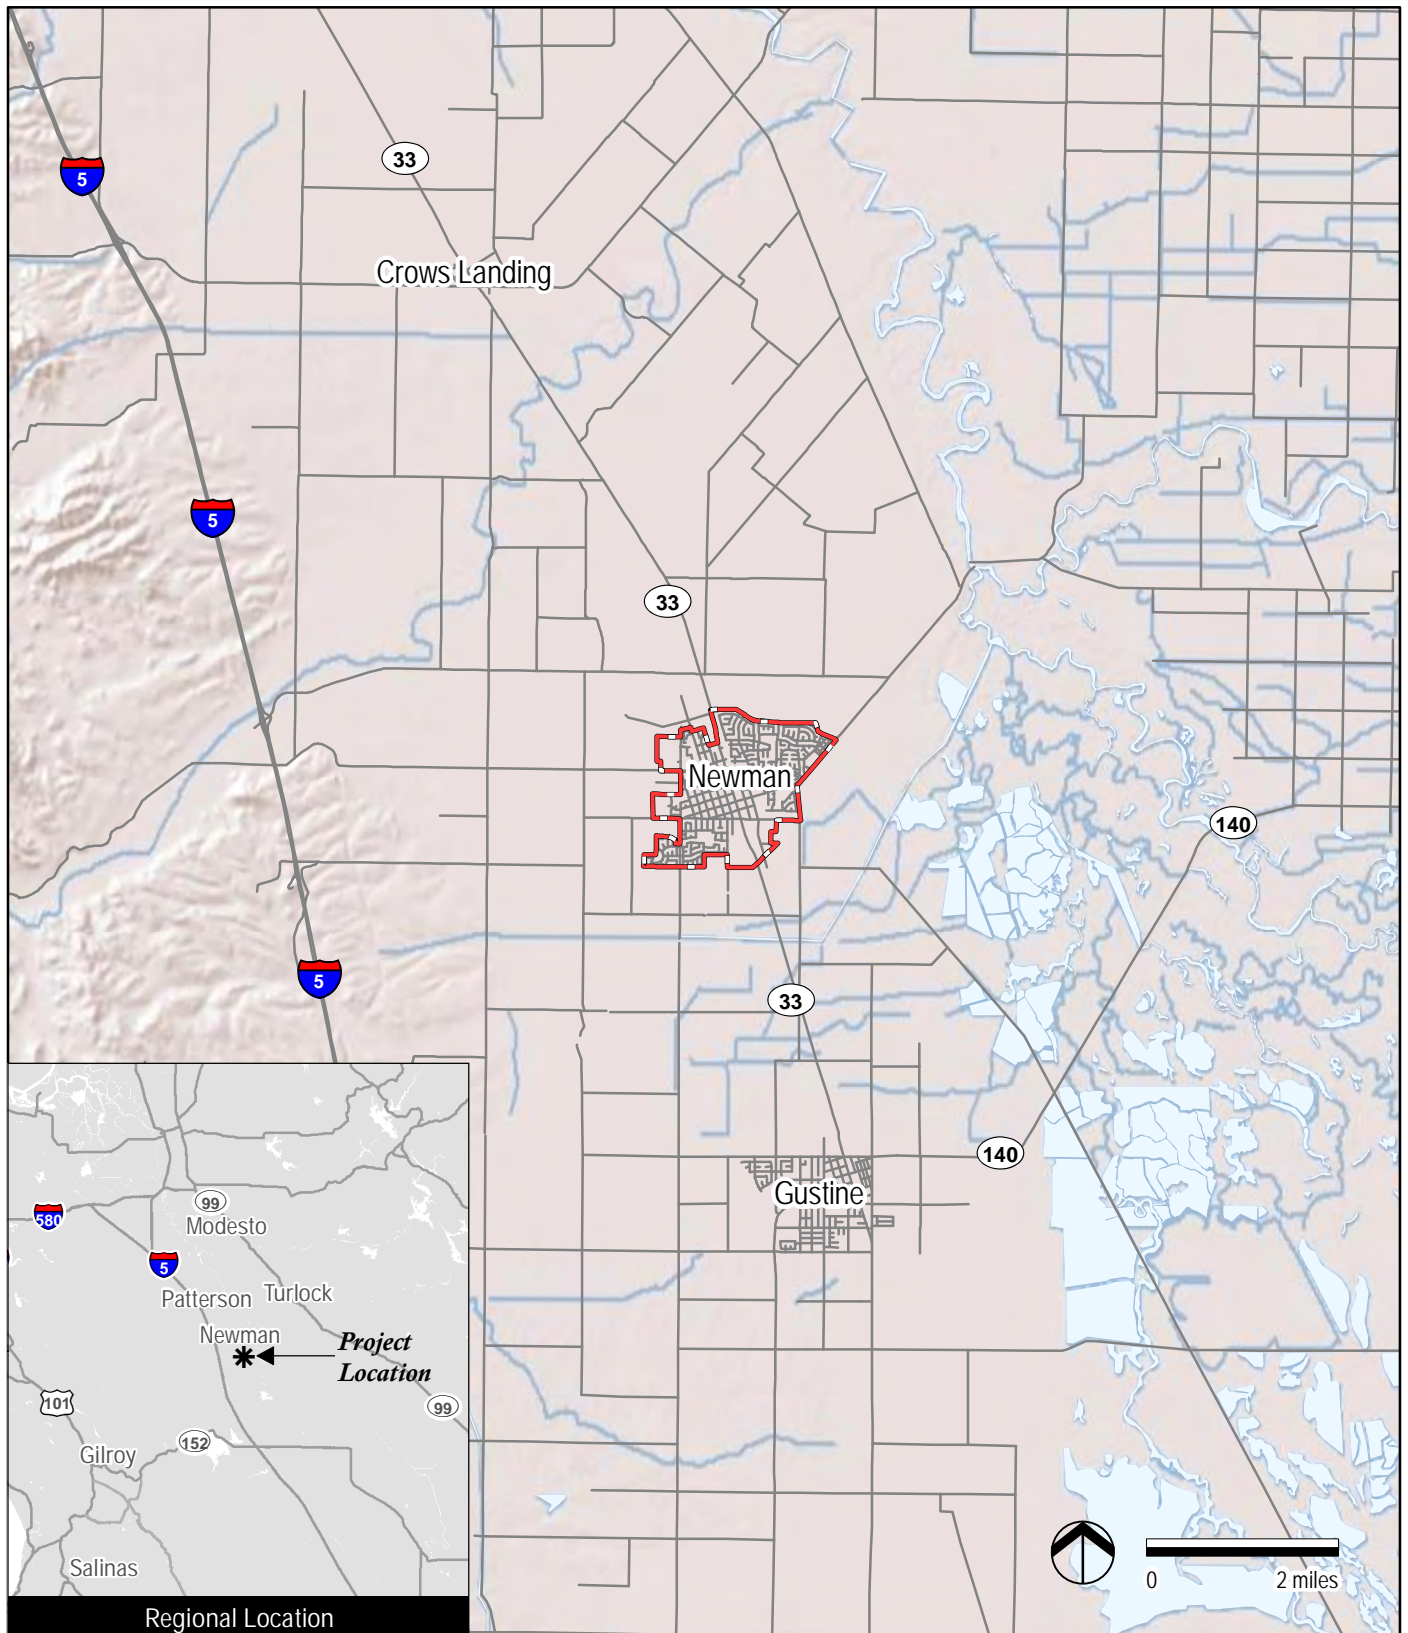 5
33
Crows Landing
5
33
Newman
140
5
33
140
Gustine
99
Modesto
580
5
Patterson
Turlock
Newman
Project
Location
101
99
152
Gilroy
Salinas
0
2 miles
Regional Location